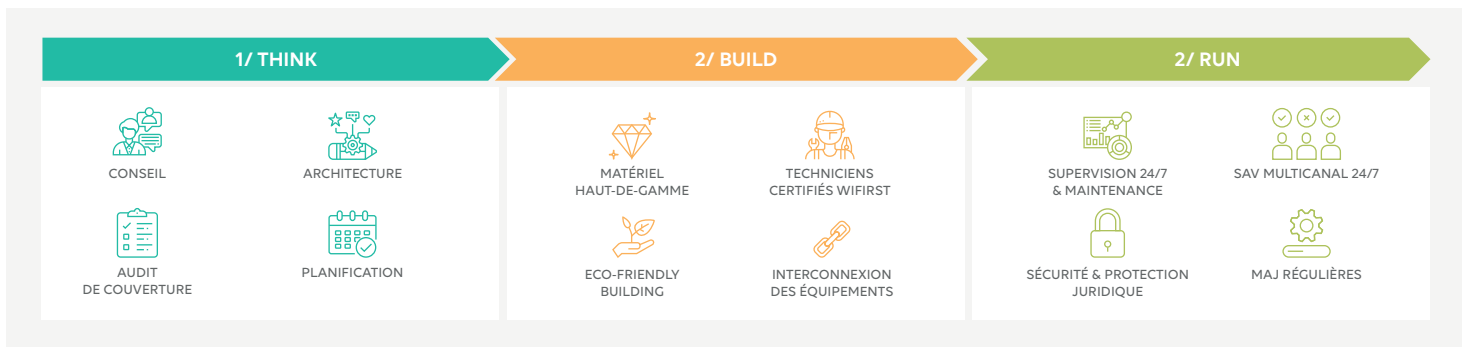 1/ THINK
2/ BUILD
2/ RUN
CONSEIL
ARCHITECTURE
AUDIT
DE COUVERTURE
PLANIFICATION
MATÉRIEL
HAUT-DE-GAMME
TECHNICIENS
CERTIFIÉS WIFIRST
ECO-FRIENDLY
BUILDING
INTERCONNEXION
DES ÉQUIPEMENTS
SUPERVISION 24/7
& MAINTENANCE
SAV MULTICANAL 24/7
SÉCURITÉ & PROTECTION
JURIDIQUE
MAJ RÉGULIÈRES